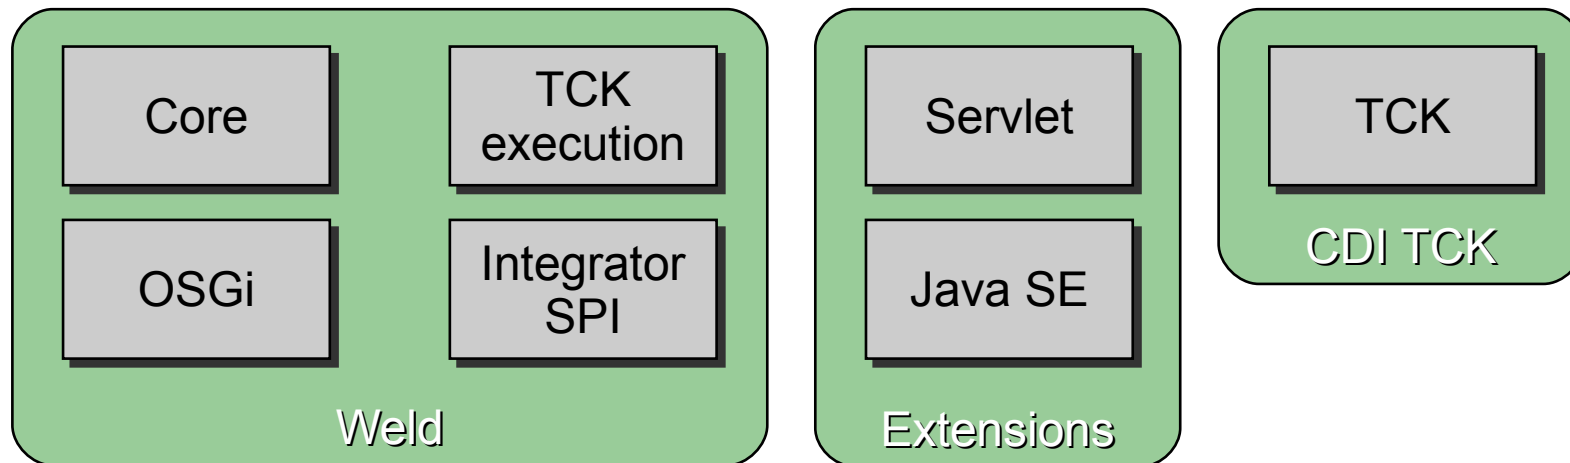 Core
TCK
execution
OSGi
Integrator
SPI
Weld
Servlet
Java SE
Extensions
TCK
CDI TCK